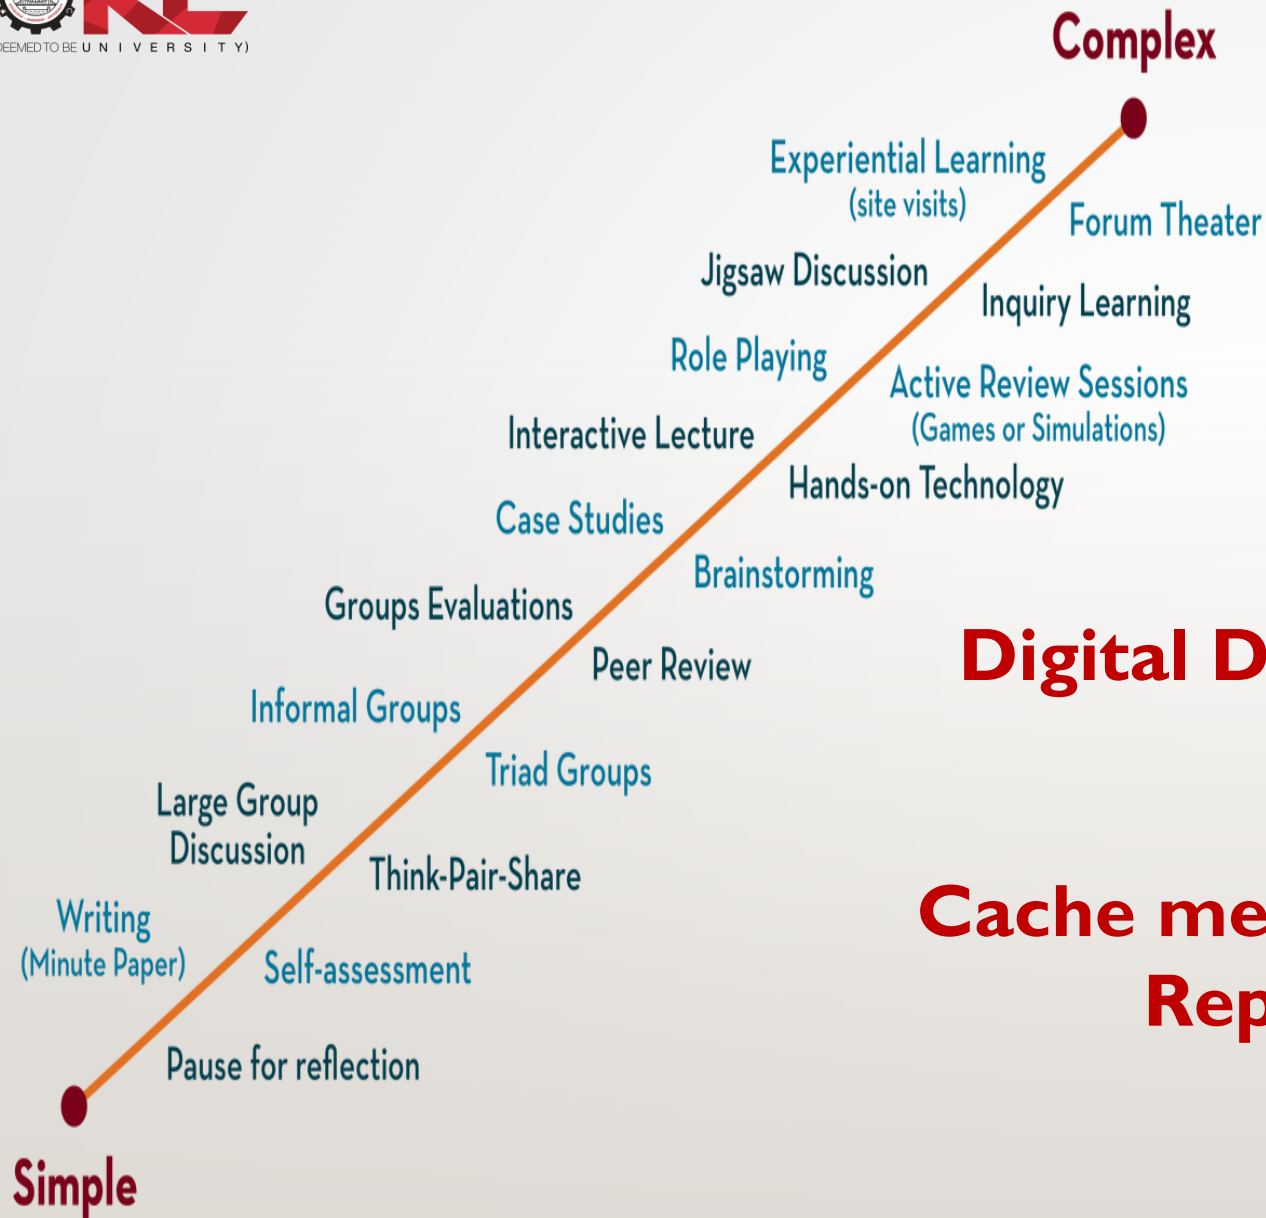 (DEEMED TO BE UNIVERSITY)
Complex
Experiential Learning
(site visits)
Forum Theater
Jigsaw Discussion
Inquiry Learning
Role Playing
Active Review Sessions
(Games or Simulations)
Interactive Lecture
Hands-on Technology
Case Studies
Brainstorming
Groups Evaluations
Peer Review
Digital D
Informal Groups
Triad Groups
Large Group
Discussion
Think-Pair-Share
Cache me
Writing
(Minute Paper)
Self-assessment
Rep
Pause for reflection
Simple